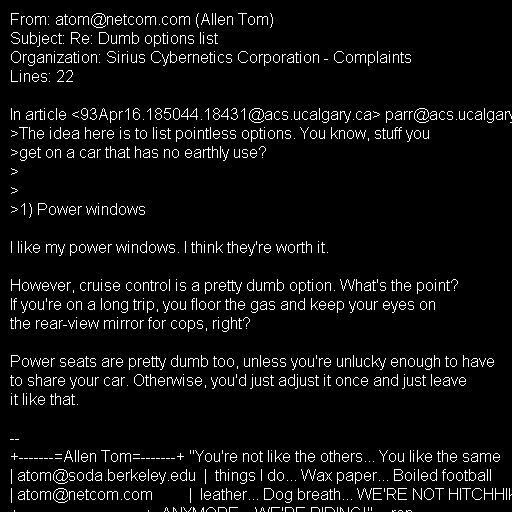 From: atom@netcom.com (Allen Tom)
Subject: Re: Dumb options list
Organization: Sirius Cybernetics Corporation - Complaints
Lines: 22
In article <93Apr16.185044.18431@acs.ucalgary.ca> parr@acs.ucalgary
>The idea here is to list pointless options. You know, stuff you
>get on a car that has no earthly use?
>
>
>1) Power windows
I like my power windows. I think they're worth it.
However, cruise control is a pretty dumb option. What's the point?
If you're on a long trip, you floor the gas and keep your eyes on
the rear-view mirror for cops, right?
Power seats are pretty dumb too, unless you're unlucky enough to have
to share your car. Otherwise, you'd just adjust it once and just leave
it like that.
--
+-------=Allen Tom=-------+ "You're not like the others... You like the same
| atom@soda.berkeley.edu | things I do... Wax paper... Boiled football
| atom@netcom.com | leather... Dog breath... WE'RE NOT HITCHHIK
ANYMORE... WE'RE RIDING!"